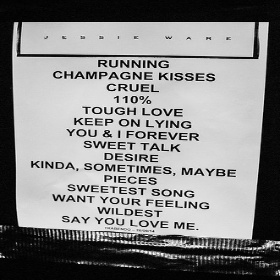 JESSIE WARE
RUNNING
CHAMPAGNE KISSES
CRUEL
110%
TOUGH LOVE
KEEP ON LYING
YOU & I FOREVER
SWEET TALK
DESIRE
KINDA, SOMETIMES, MAYBE
PIECES
SWEETEST SONG
WANT YOUR FEELING
WILDEST
SAY YOU LOVE ME.